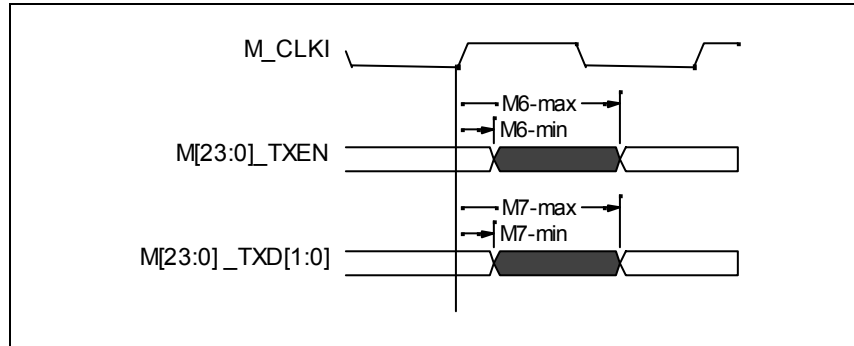 M_CLKI
M6-max
M6-min
M[23:0]_TXEN
M7-max
M7-min
M[23:0] _TXD[1:0]